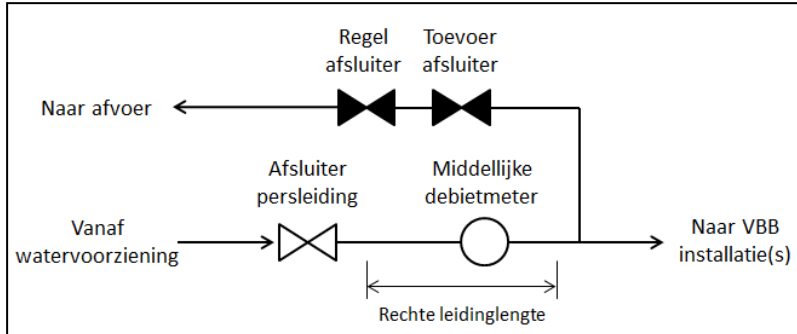 Regel
afsluiter
Toevoer
afsluiter
Naar afvoer
Afsluiter
persleiding
Middellijke
debietmeter
Vanaf
watervoorziening
Naar VBB
installatie(s)
Rechte leidinglengte